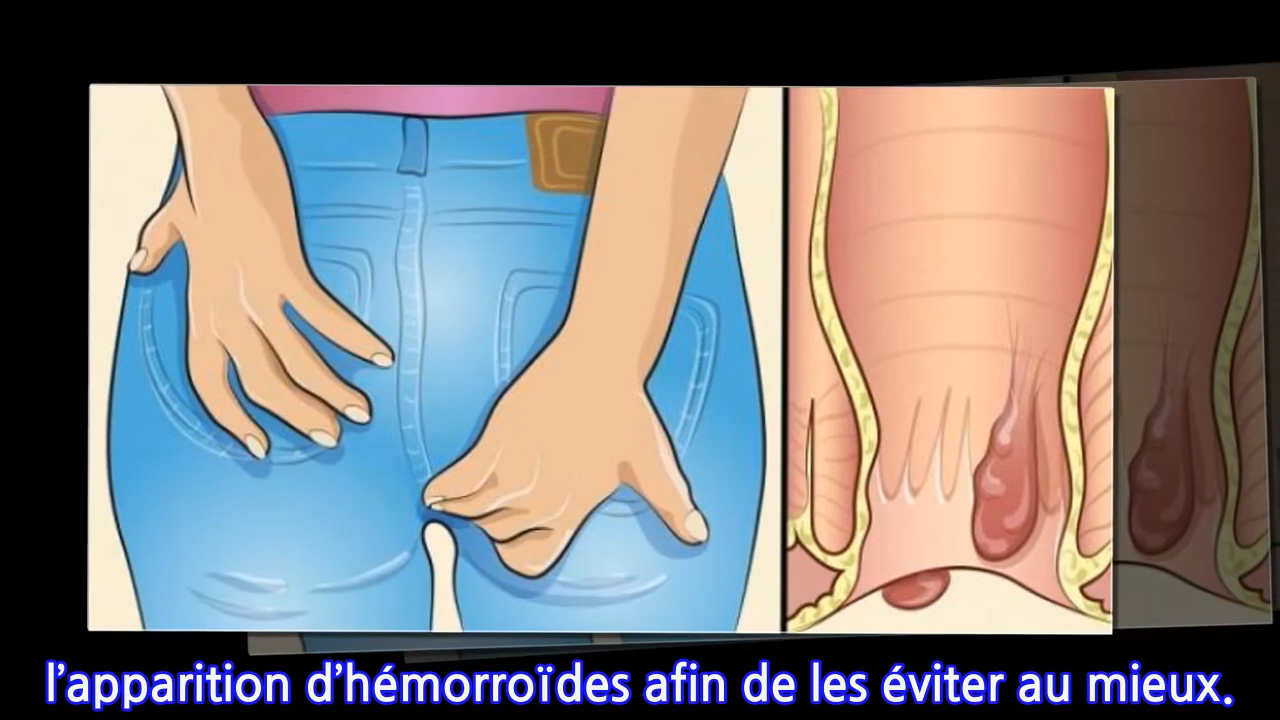 l’apparition d’hémorroïdes afin de les éviter au mieux.